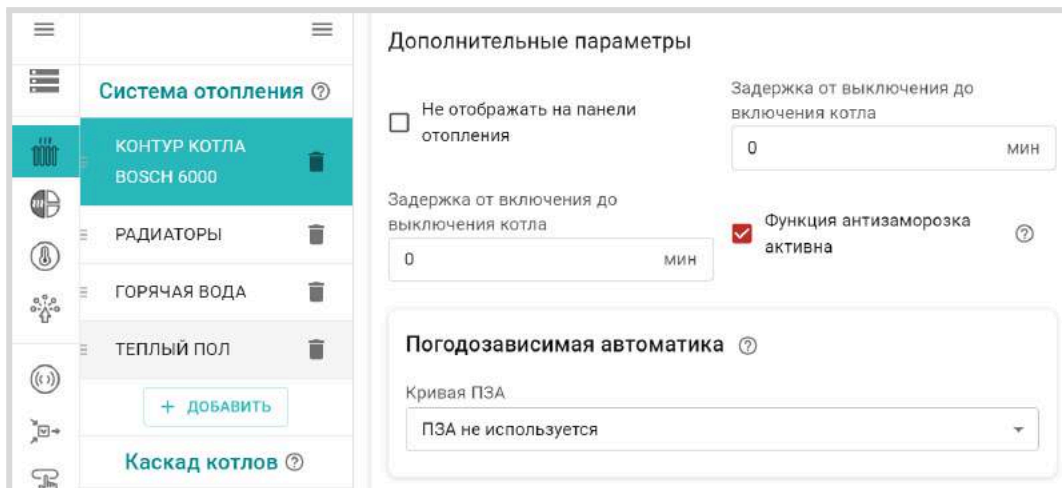 Система отопления
КОНТУР КОТЛА
BOSCH 6000
РАДИАТОРЫ
ГОРЯЧАЯ ВОДА
ТЕПЛЫЙ ПОЛ
+ ДОБАВИТЬ
Каскад котлов
Дополнительные параметры
Не отображать на панели
отопления
Задержка от выключения до
включения котла
0 мин
Задержка от включения до
выключения котла
0 мин
Функция антизаморозка
активна
Погодозависимая автоматика
Кривая ПЗА
ПЗА не используется